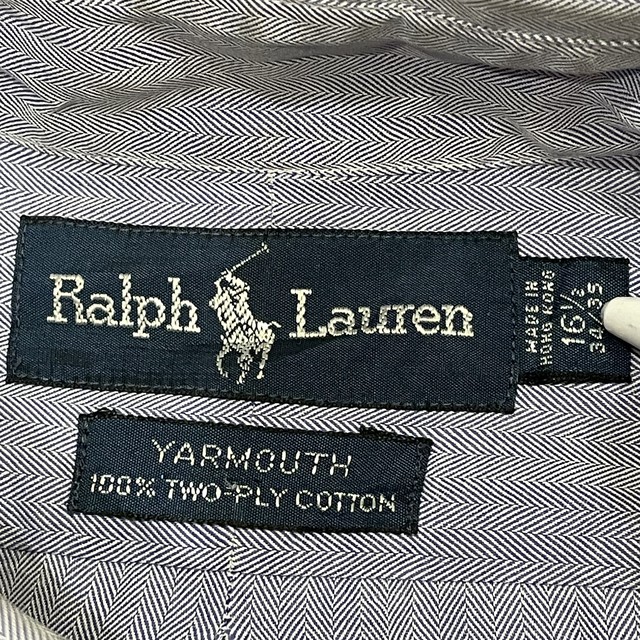 Ralph Lauren
MADE IN
HONG KONG
16½
34-35
YARMOUTH
100% TWO-PLY COTTON